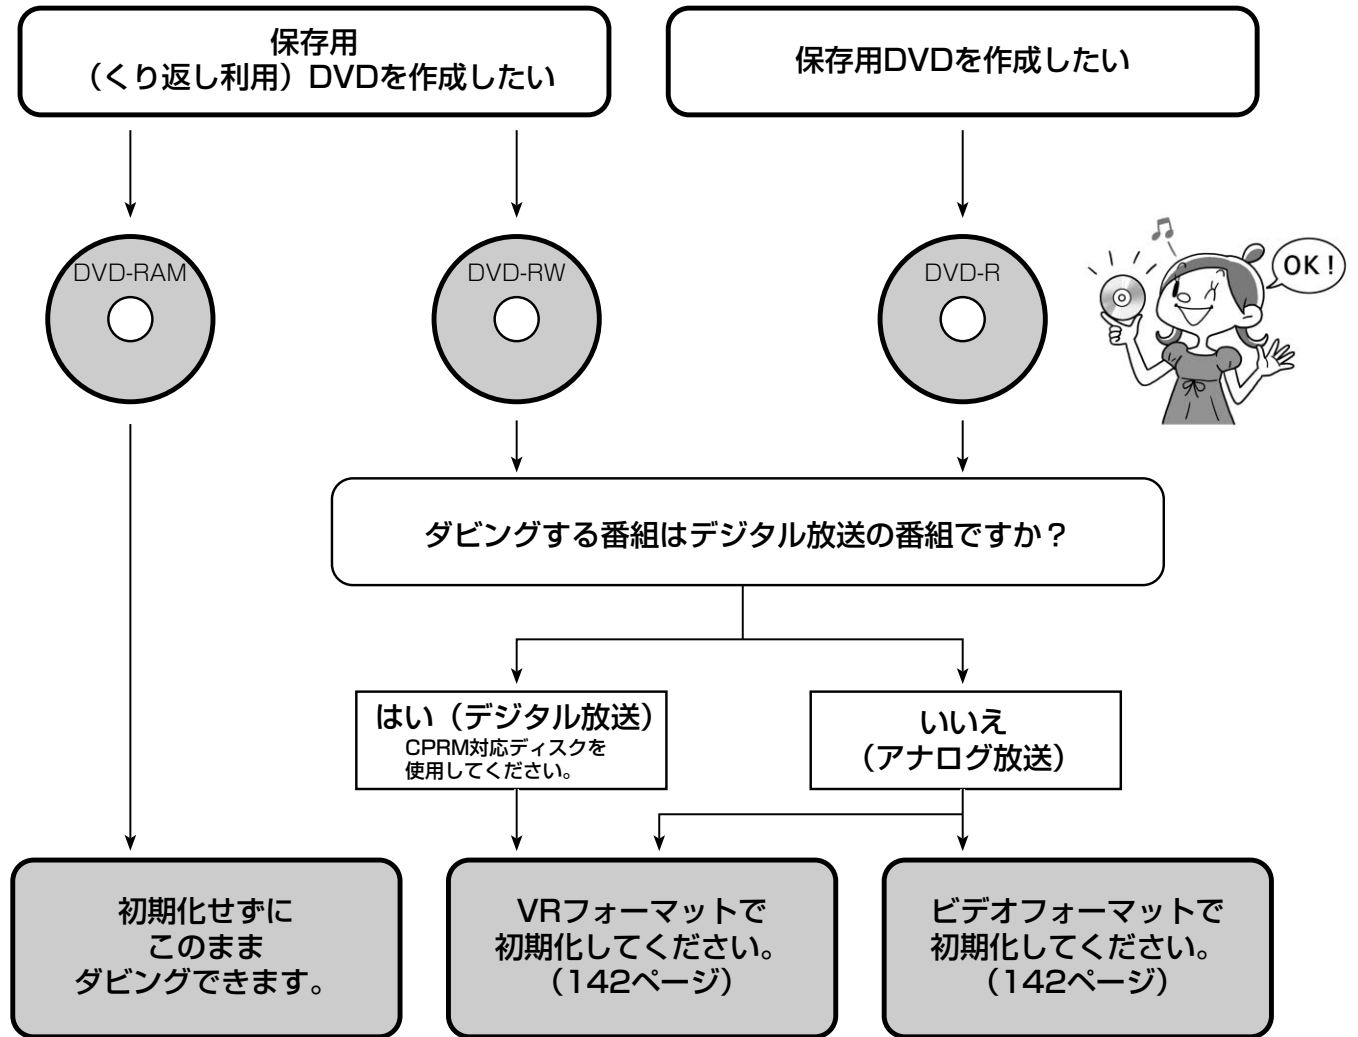 保存用
（くり返し利用）DVDを作成したい
保存用DVDを作成したい
DVD-RAM
DVD-RW
DVD-R
OK！
ダビングする番組はデジタル放送の番組ですか？
はい（デジタル放送）
CPRM対応ディスクを
使用してください。
いいえ
（アナログ放送）
初期化せずに
このまま
ダビングできます。
VRフォーマットで
初期化してください。
（142ページ）
ビデオフォーマットで
初期化してください。
（142ページ）